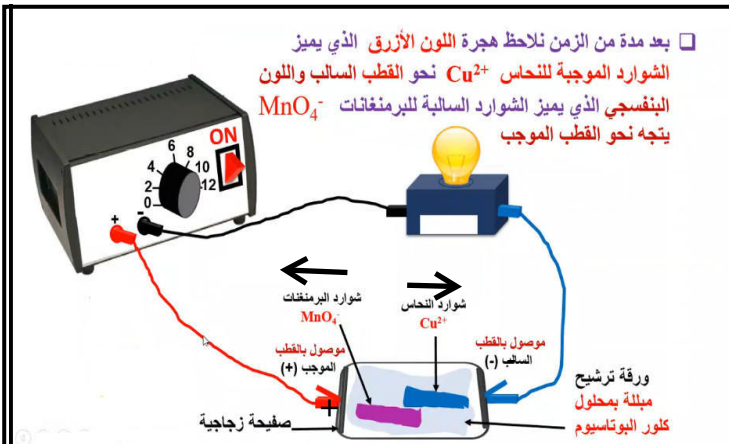 ❑ بعد مدة من الزمن نلاحظ هجرة اللون الأزرق الذي يميز
الشوارد الموجبة للنحاس Cu²⁺ نحو القطب السالب واللون
البنفسجي الذي يميز الشوارد السالبة للبرمنغانات MnO₄⁻
يتجه نحو القطب الموجب
ON
0 2 4 6 8 10 12
+ -
شوارد البرمنغنات
MnO₄⁻
شوارد النحاس
Cu²⁺
موصول بالقطب
الموجب (+)
موصول بالقطب
السالب (-)
+
ورقة ترشيح
مبللة بمحلول
كلور البوتاسيوم
صفيحة زجاجية